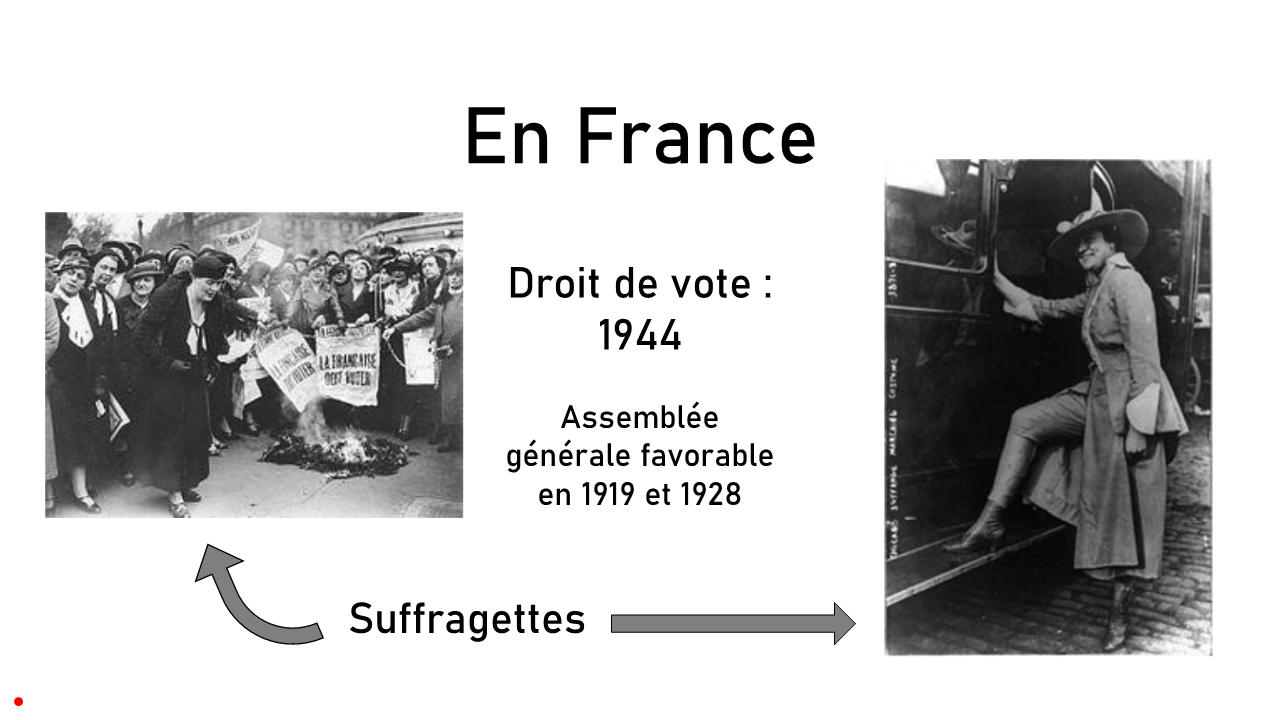 En France
Droit de vote :
1944
Assemblée
générale favorable
en 1919 et 1928
Suffragettes
LA FRANÇAISE
DOIT VOTER
LA FRANÇAISE
DOIT VOTER
CHICAGO SUFFRAGE MARCHING COSTUME